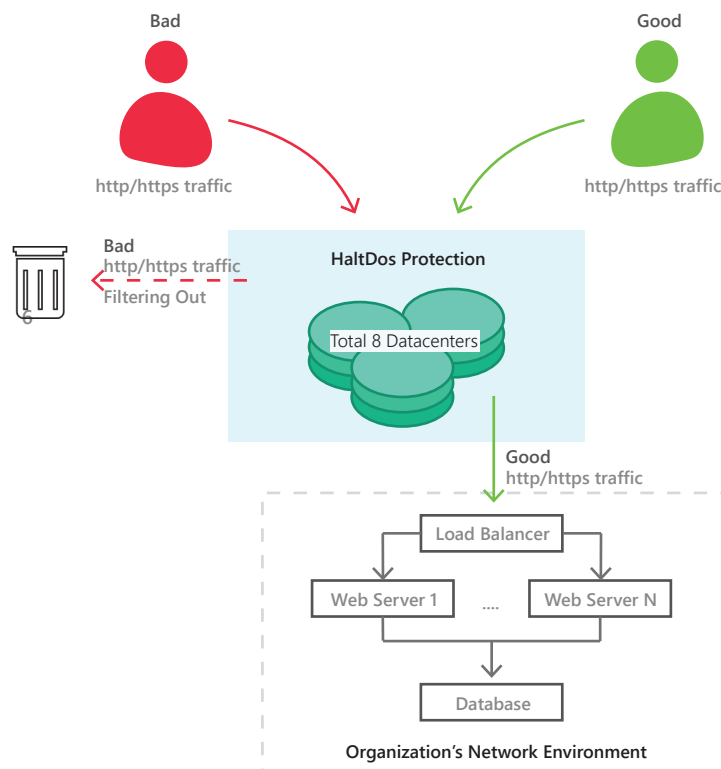 Bad
Good
http/https traffic
http/https traffic
Bad
http/https traffic
Filtering Out
6
HaltDos Protection
Total 8 Datacenters
Good
http/https traffic
Load Balancer
Web Server 1
....
Web Server N
Database
Organization's Network Environment